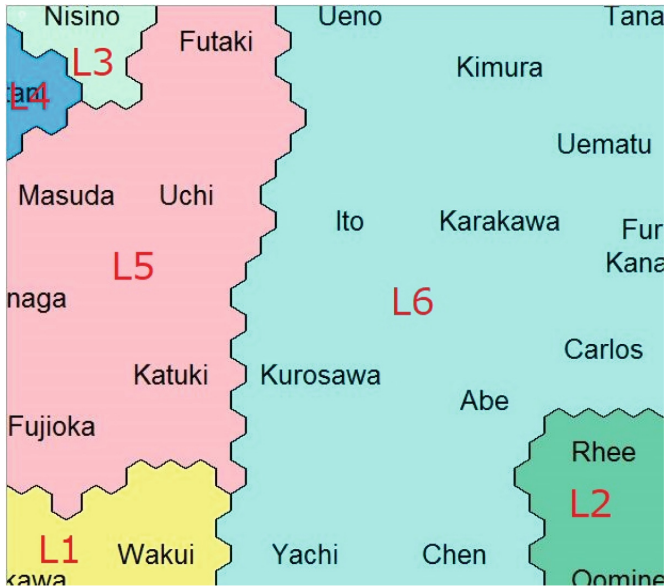 Nisino
Ueno
Tana
Futaki
L3
Kimura
L4
Uematu
Masuda
Uchi
Ito
Karakawa
Fur
L5
Kana
naga
L6
Carlos
Katuki
Kurosawa
Abe
Fujioka
Rhee
L2
L1
Wakui
Yachi
Chen
kawa
Oomine